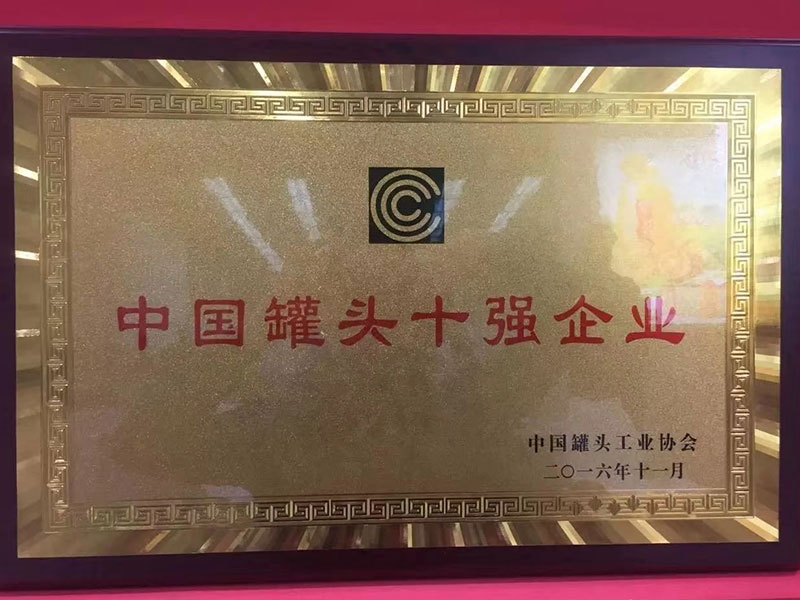 中国罐头十强企业
中国罐头工业协会
二〇一六年十一月